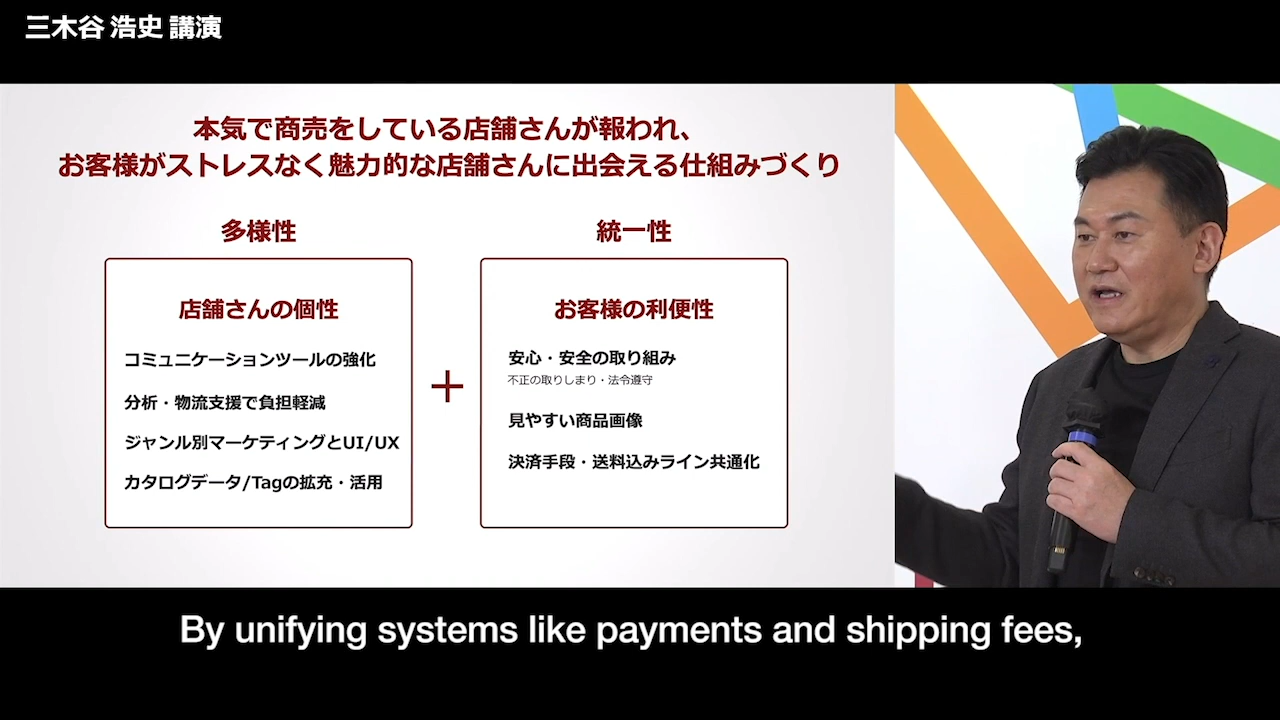 三木谷 浩史 講演
本気で商売をしている店舗さんが報われ、
お客様がストレスなく魅力的な店舗さんに出会える仕組みづくり
多様性
店舗さんの個性
コミュニケーションツールの強化
分析・物流支援で負担軽減
ジャンル別マーケティングとUI/UX
カタログデータ/Tagの拡充・活用
+
統一性
お客様の利便性
安心・安全の取り組み
不正の取りしまり・法令遵守
見やすい商品画像
決済手段・送料込みライン共通化
By unifying systems like payments and shipping fees,